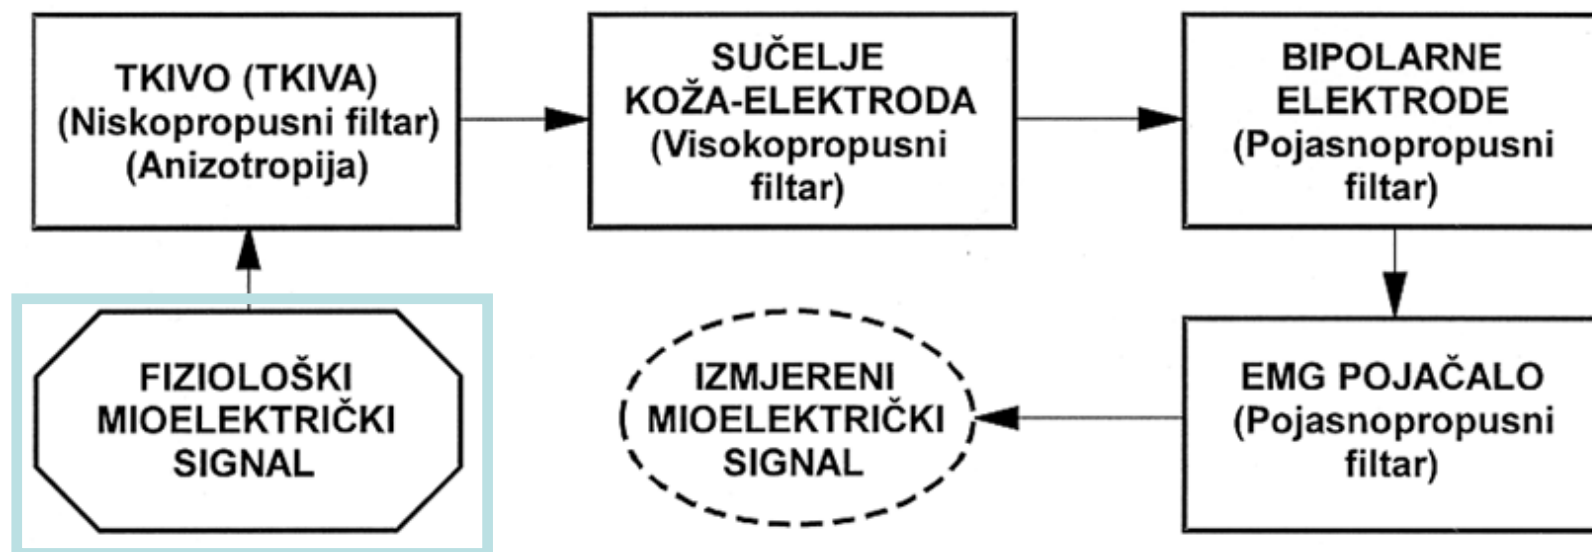 TKIVO (TKIVA)
(Niskopropusni filtar)
(Anizotropija)
SUČELJE
KOŽA-ELEKTRODA
(Visokopropusni
filtar)
BIPOLARNE
ELEKTRODE
(Pojasnopropusni
filtar)
FIZIOLOŠKI
MIOELEKTRIČKI
SIGNAL
IZMJERENI
MIOELEKTRIČKI
SIGNAL
EMG POJAČALO
(Pojasnopropusni
filtar)